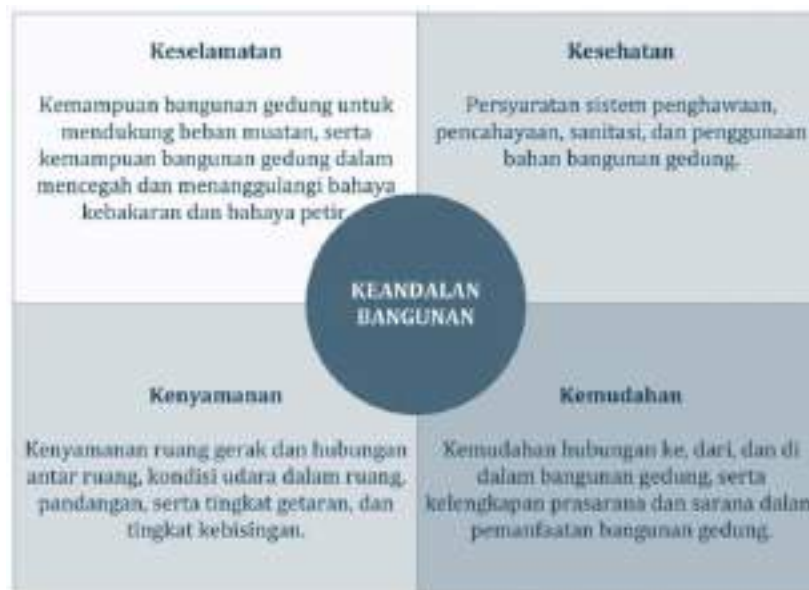 Keselamatan
Kemampuan bangunan gedung untuk
mendukung beban muatan, serta
kemampuan bangunan gedung dalam
mencegah dan menanggulangi bahaya
kebakaran dan bahaya petir
Kesehatan
Persyaratan sistem penghawaan,
pencahayaan, sanitasi, dan penggunaan
bahan bangunan gedung.
KEANDALAN
BANGUNAN
Kenyamanan
Kenyamanan ruang gerak dan hubungan
antar ruang, kondisi udara dalam ruang,
pandangan, serta tingkat getaran, dan
tingkat kebisingan.
Kemudahan
Kemudahan hubungan ke, dari, dan di
dalam bangunan gedung, serta
kelengkapan prasarana dan sarana dalam
pemanfaatan bangunan gedung.